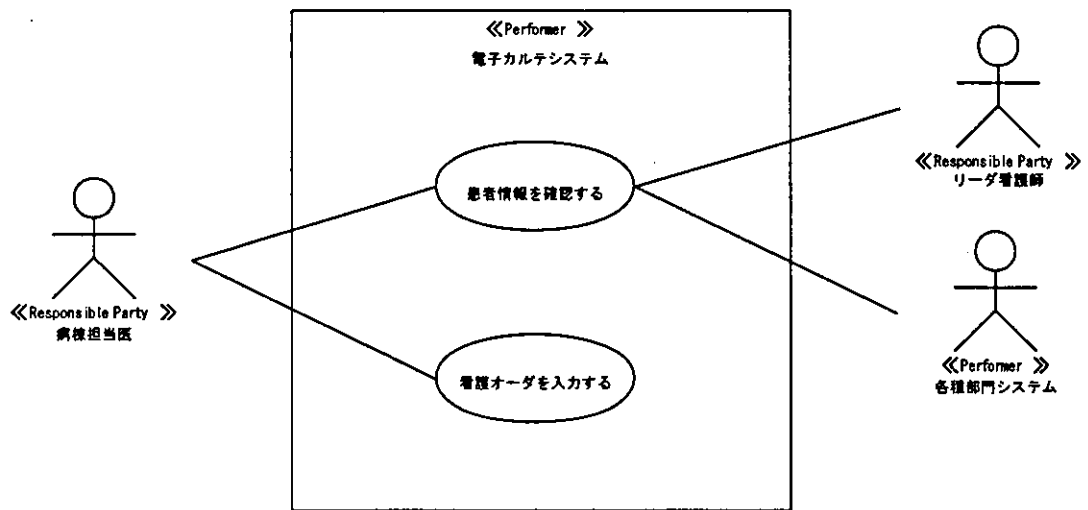 ≪Performer ≫
電子カルテシステム
患者情報を確認する
看護オーダを入力する
≪Responsible Party ≫
病棟担当医
≪Responsible Party ≫
リーダ看護師
≪Performer ≫
各種部門システム